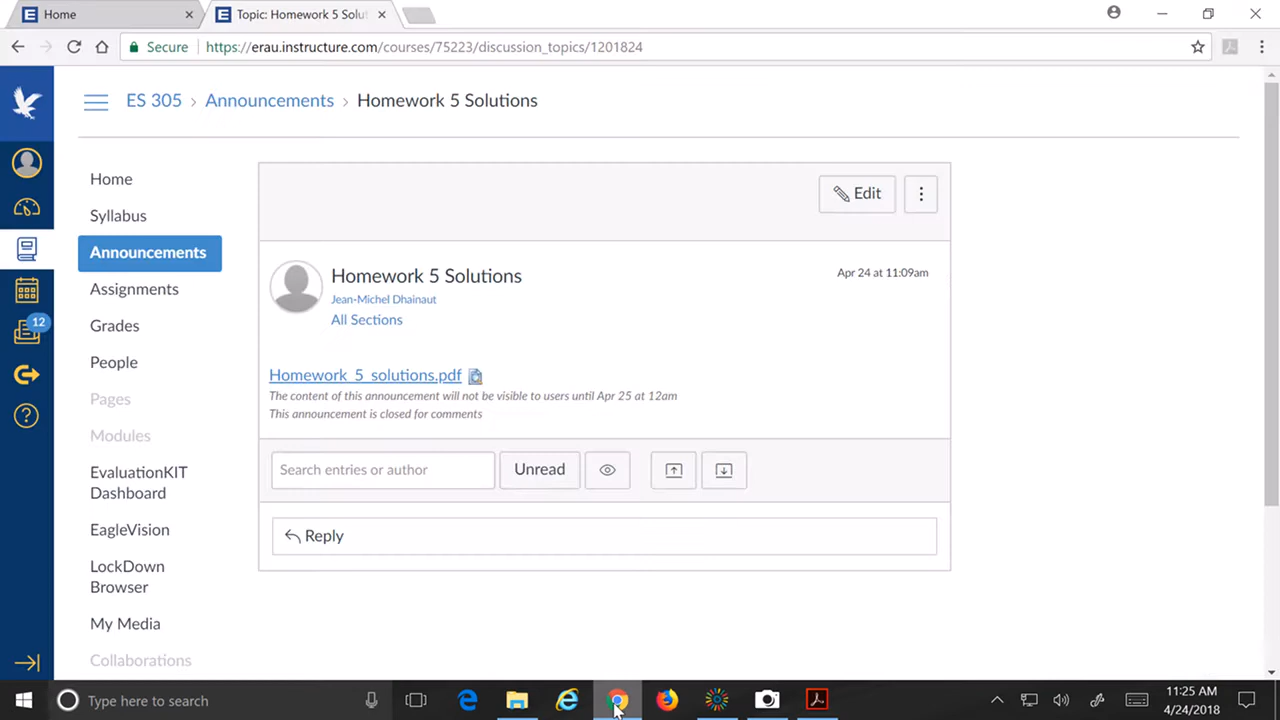 Home
Topic: Homework 5 Solut
Secure
https://erau.instructure.com/courses/75223/discussion_topics/1201824
ES 305 › Announcements › Homework 5 Solutions
Home
Syllabus
Announcements
Assignments
Grades
People
Pages
Modules
EvaluationKIT
Dashboard
EagleVision
LockDown
Browser
My Media
Collaborations
12
Edit
Homework 5 Solutions
Apr 24 at 11:09am
Jean-Michel Dhainaut
All Sections
Homework_5_solutions.pdf
The content of this announcement will not be visible to users until Apr 25 at 12am
This announcement is closed for comments
Search entries or author
Unread
Reply
Type here to search
11:25 AM
4/24/2018